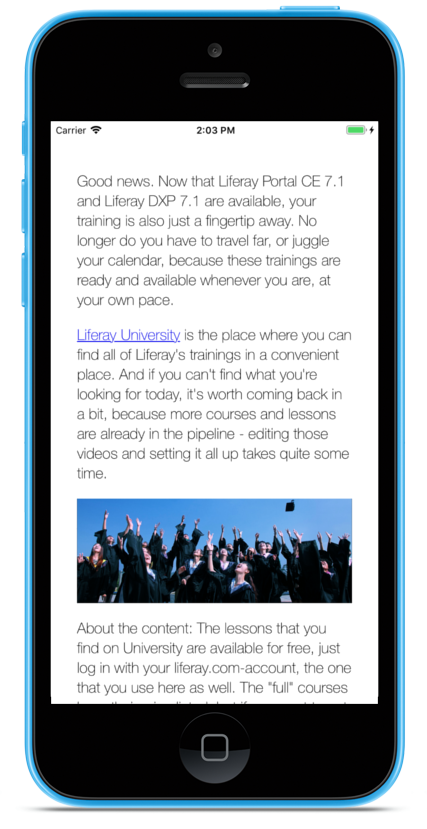 Carrier
2:03 PM
Good news. Now that Liferay Portal CE 7.1
and Liferay DXP 7.1 are available, your
training is also just a fingertip away. No
longer do you have to travel far, or juggle
your calendar, because these trainings are
ready and available whenever you are, at
your own pace.
Liferay University is the place where you can
find all of Liferay's trainings in a convenient
place. And if you can't find what you're
looking for today, it's worth coming back in
a bit, because more courses and lessons
are already in the pipeline - editing those
videos and setting it all up takes quite some
time.
About the content: The lessons that you
find on University are available for free, just
log in with your liferay.com-account, the one
that you use here as well. The "full" courses